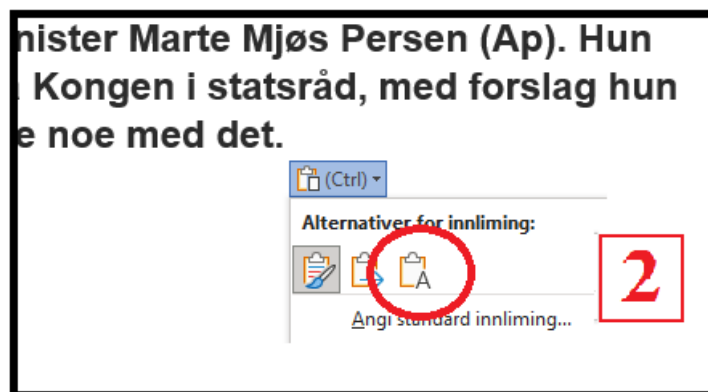 nister Marte Mjøs Persen (Ap). Hun
Kongen i statsråd, med forslag hun
e noe med det.
(Ctrl)
Alternativer for innliming:
A
2
Angi standard innliming...